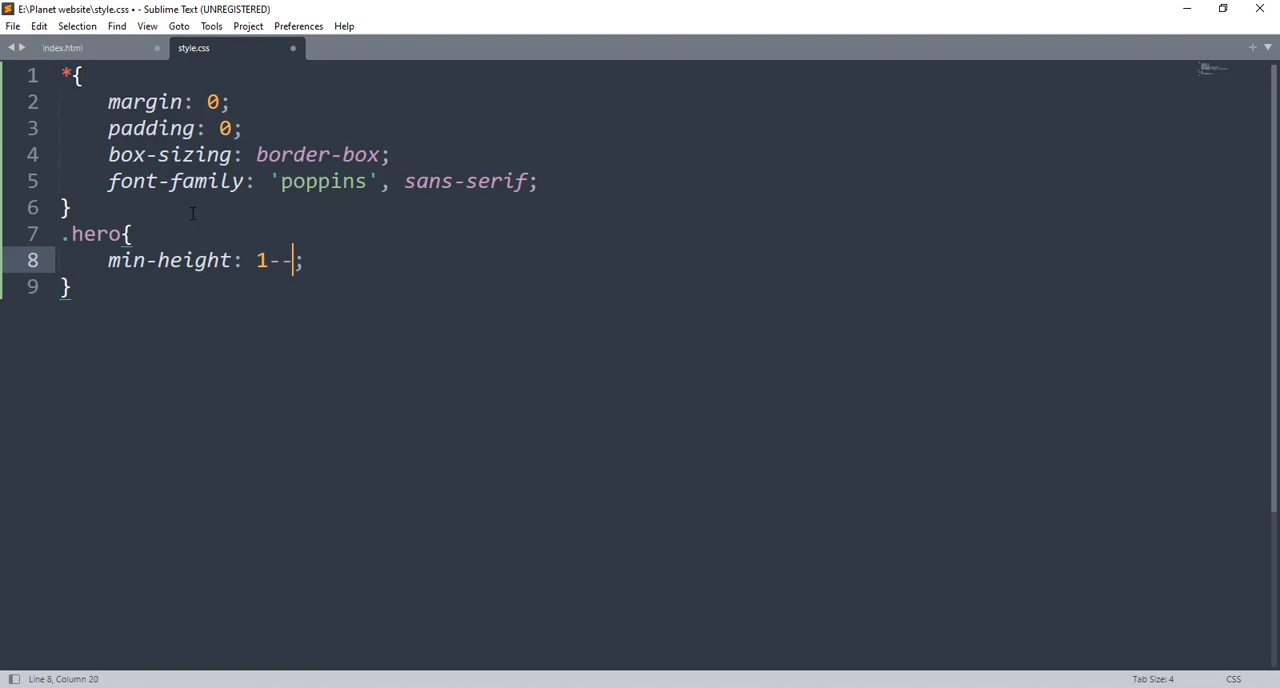 E:\Planet website\style.css • - Sublime Text (UNREGISTERED)
File Edit Selection Find View Goto Tools Project Preferences Help
index.html style.css
1 *{
2 margin: 0;
3 padding: 0;
4 box-sizing: border-box;
5 font-family: 'poppins', sans-serif;
6 }
7 .hero{
8 min-height: 1--;
9 }
Line 8, Column 20 Tab Size: 4 CSS